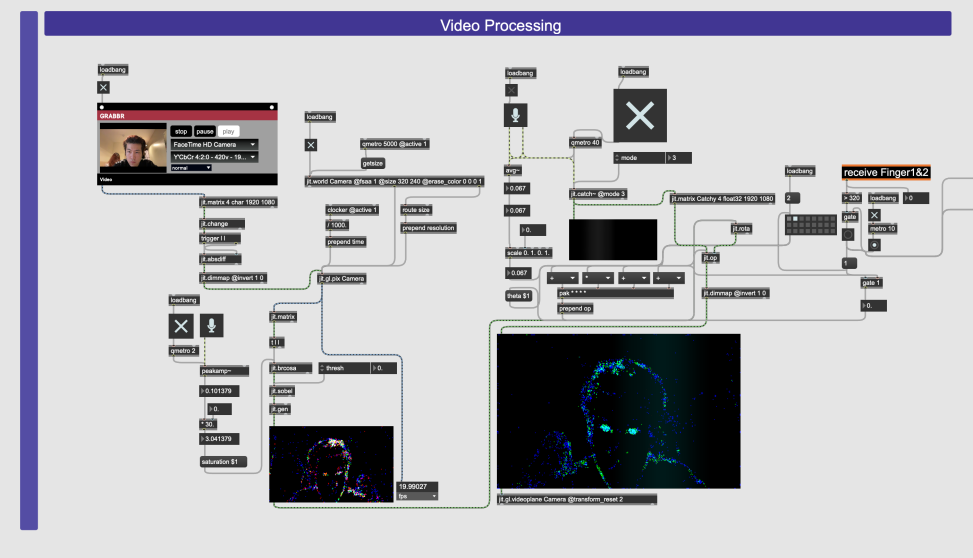 Video Processing
loadbang
GRABBR
stop pause play
FaceTime HD Camera
Y'CbCr 4:2:0 - 420v - 19...
normal
Video
loadbang
qmetro 5000 @active 1
getsize
jit.world Camera @fsaa 1 @size 320 240 @erase_color 0 0 0 1
jit.matrix 4 char 1920 1080
jit.change
trigger l l
jit.absdiff
jit.dimmap @invert 1 0
clocker @active 1
/ 1000.
prepend time
route size
prepend resolution
jit.gl.pix Camera
loadbang
qmetro 2
peakamp~
0.101379
0.
* 30.
3.041379
saturation $1
jit.matrix
t l l
jit.brcosa
thresh
0.
jit.sobel
jit.gen
19.99027
fps
loadbang
avg~
0.067
0.067
0.
scale 0. 1. 0. 1.
0.067
theta $1
loadbang
qmetro 40
mode
3
jit.catch~ @mode 3
jit.matrix Catchy 4 float32 1920 1080
jit.rota
jit.op
+ * + +
pak * * * *
prepend op
jit.dimmap @invert 1 0
loadbang
2
receive Finger1&2
> 320
loadbang
0
gate
metro 10
1
gate 1
0.
jit.gl.videoplane Camera @transform_reset 2